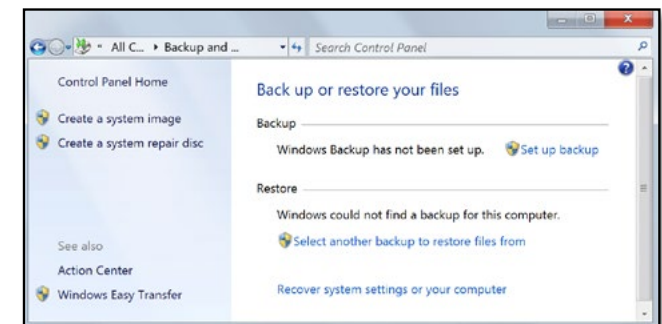 All C... ▸ Backup and ...
Search Control Panel
Control Panel Home
Create a system image
Create a system repair disc
See also
Action Center
Windows Easy Transfer
Back up or restore your files
Backup
Windows Backup has not been set up. Set up backup
Restore
Windows could not find a backup for this computer.
Select another backup to restore files from
Recover system settings or your computer